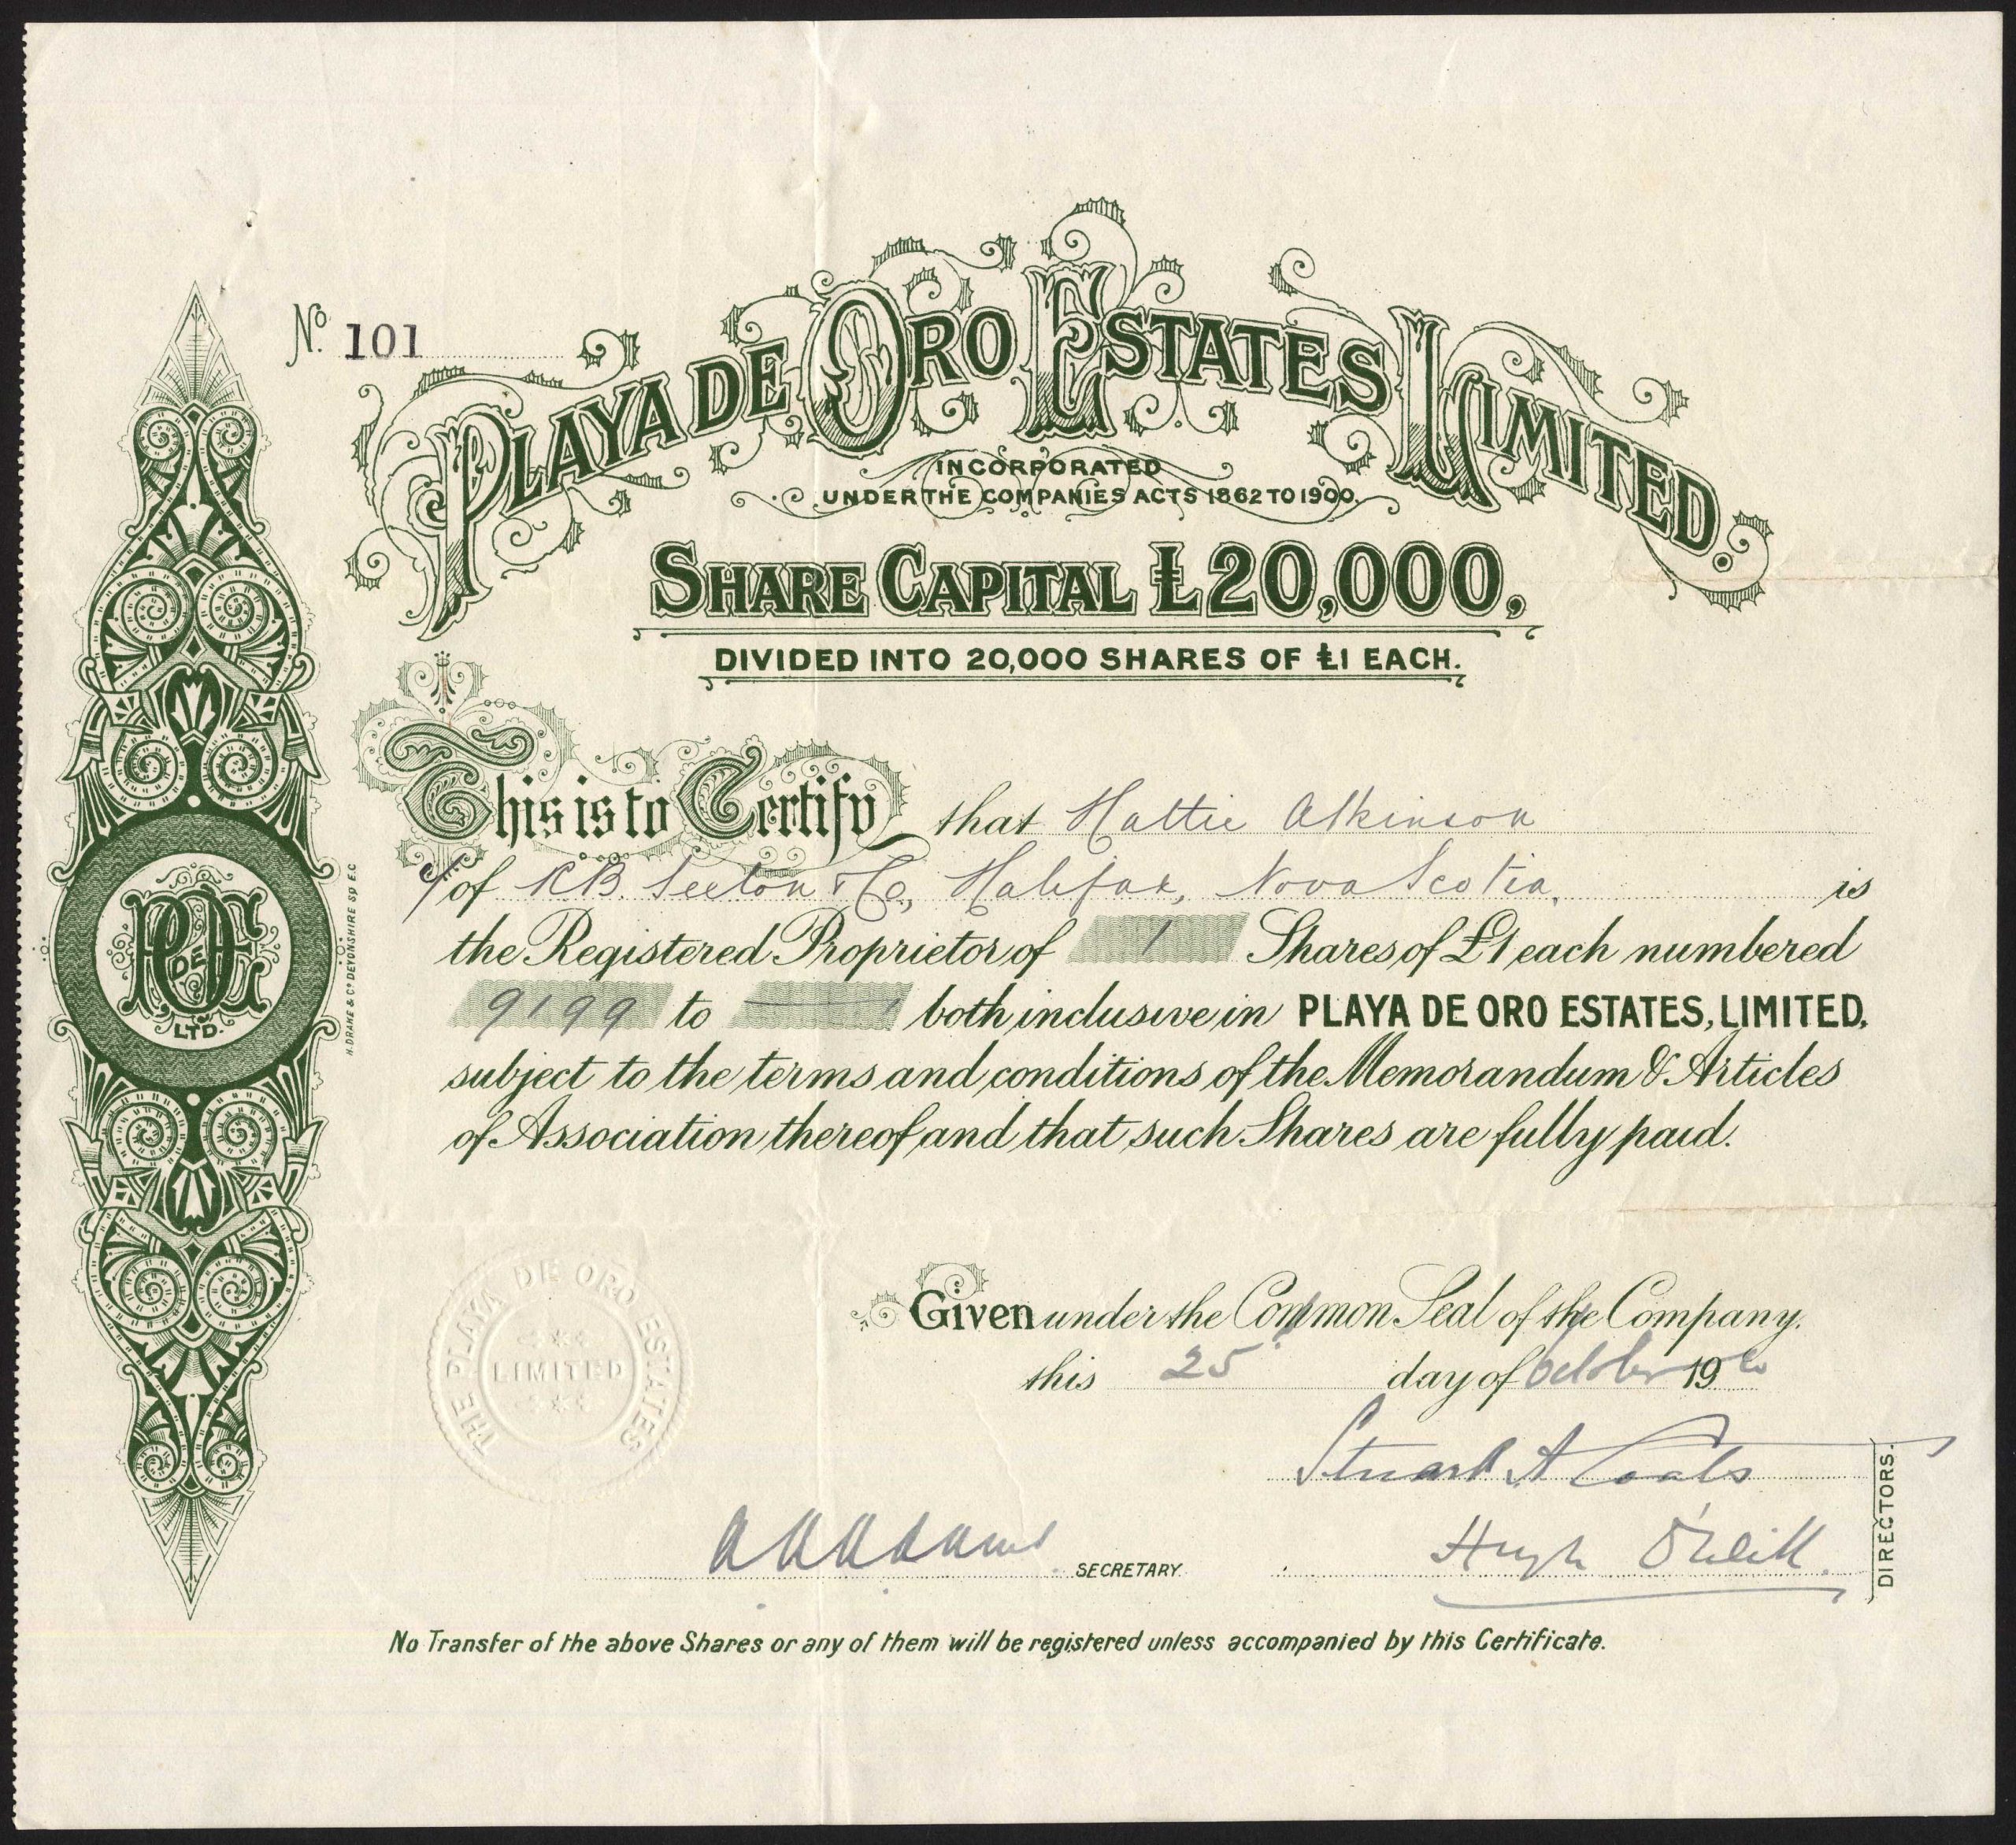 No. 101
PLAYA DE ORO ESTATES LIMITED.
INCORPORATED
UNDER THE COMPANIES ACTS 1862 TO 1900.
SHARE CAPITAL £20,000,
DIVIDED INTO 20,000 SHARES OF £1 EACH.
This is to Certify that Hattie Atkinson
of R.B. & Co, Halifax, Nova Scotia, is
the Registered Proprietor of 1 Shares of £1 each numbered
9199 to — both inclusive in PLAYA DE ORO ESTATES, LIMITED,
subject to the terms and conditions of the Memorandum & Articles
of Association thereof and that such Shares are fully paid.
Given under the Common Seal of the Company.
this 25 day of October 19
Stuart A Coats
Hugh O'Neill
DIRECTORS.
SECRETARY.
No Transfer of the above Shares or any of them will be registered unless accompanied by this Certificate.
THE PLAYA DE ORO ESTATES
LIMITED
P DE O E
LTD.
H. DRAKE & CO DEVONSHIRE SQ E.C